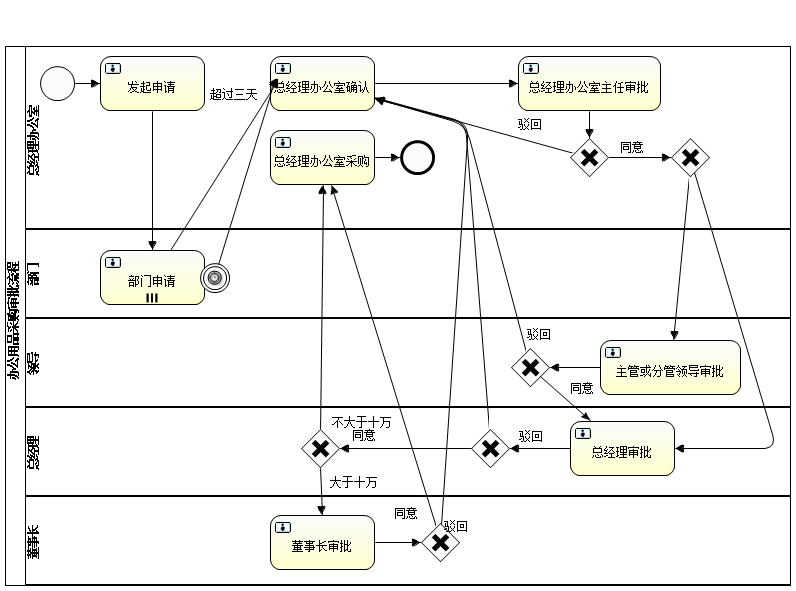 办公用品采购审批流程
总经理办公室
发起申请
超过三天
总经理办公室确认
总经理办公室主任审批
驳回
同意
总经理办公室采购
部门
部门申请
领导
驳回
主管或分管领导审批
同意
总经理
不大于十万
同意
驳回
总经理审批
大于十万
董事长
同意
驳回
董事长审批